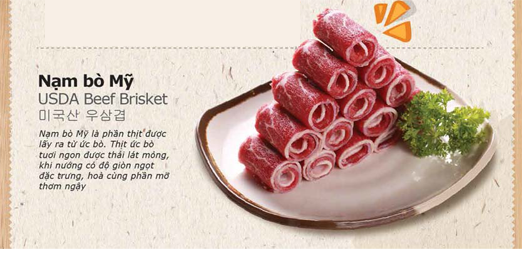 Nạm bò Mỹ
USDA Beef Brisket
미국산 우삼겹
Nạm bò Mỹ là phần thịt được
lấy ra từ ức bò. Thịt ức bò
tươi ngon được thái lát mỏng,
khi nướng có độ giòn ngọt
đặc trưng, hoà cùng phần mỡ
thơm ngậy